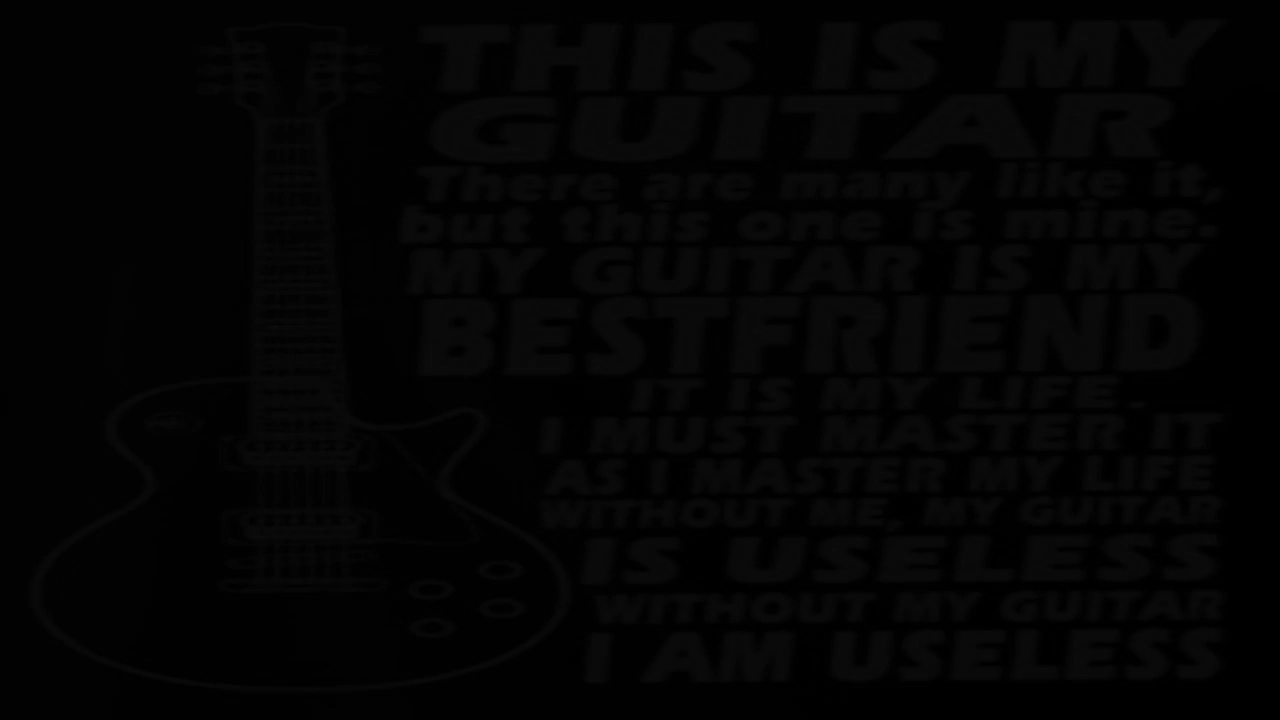 THIS IS MY
GUITAR
There are many like it,
but this one is mine.
MY GUITAR IS MY
BESTFRIEND
IT IS MY LIFE.
I MUST MASTER IT
AS I MASTER MY LIFE
WITHOUT ME, MY GUITAR
IS USELESS
WITHOUT MY GUITAR
I AM USELESS